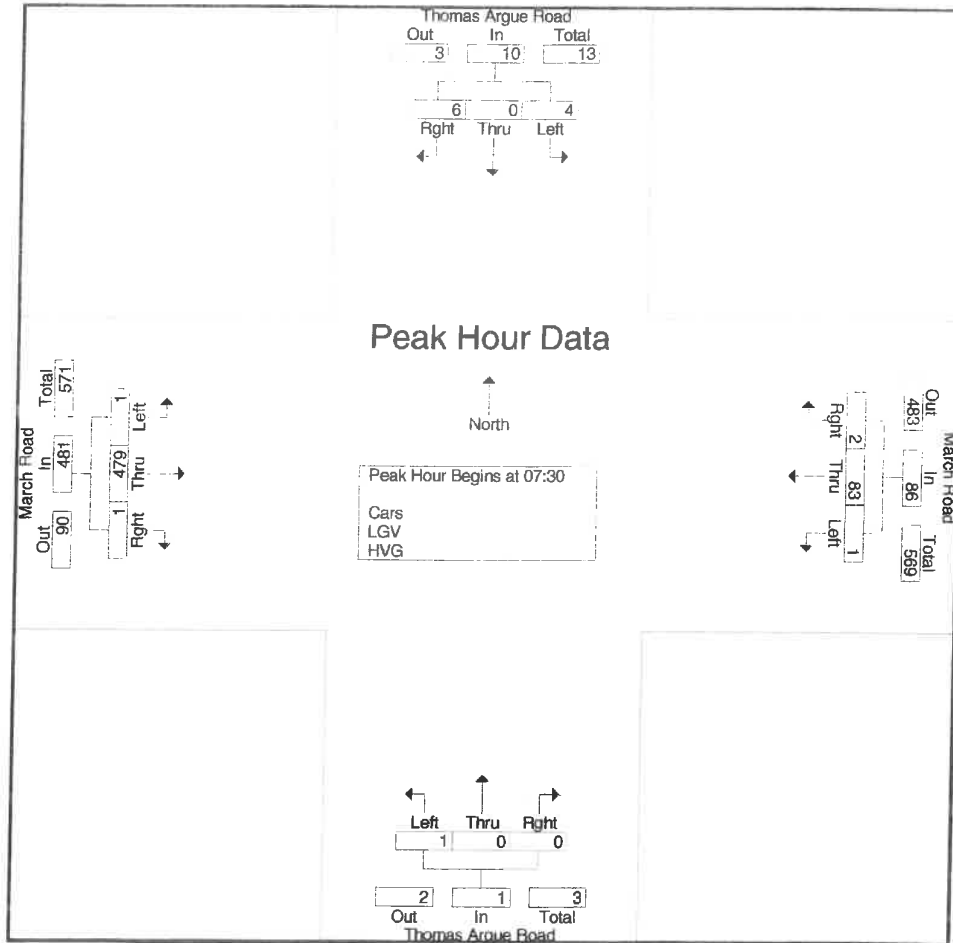 Thomas Argue Road
Out In Total
3 10 13
6 0 4
Rght Thru Left
Peak Hour Data
North
Peak Hour Begins at 07:30
Cars
LGV
HVG
March Road
Out In Total
90 481 571
1 479 1
Rght Thru Left
March Road
Out In Total
483 86 569
2 83 1
Rght Thru Left
Left Thru Rght
1 0 0
2 1 3
Out In Total
Thomas Argue Road